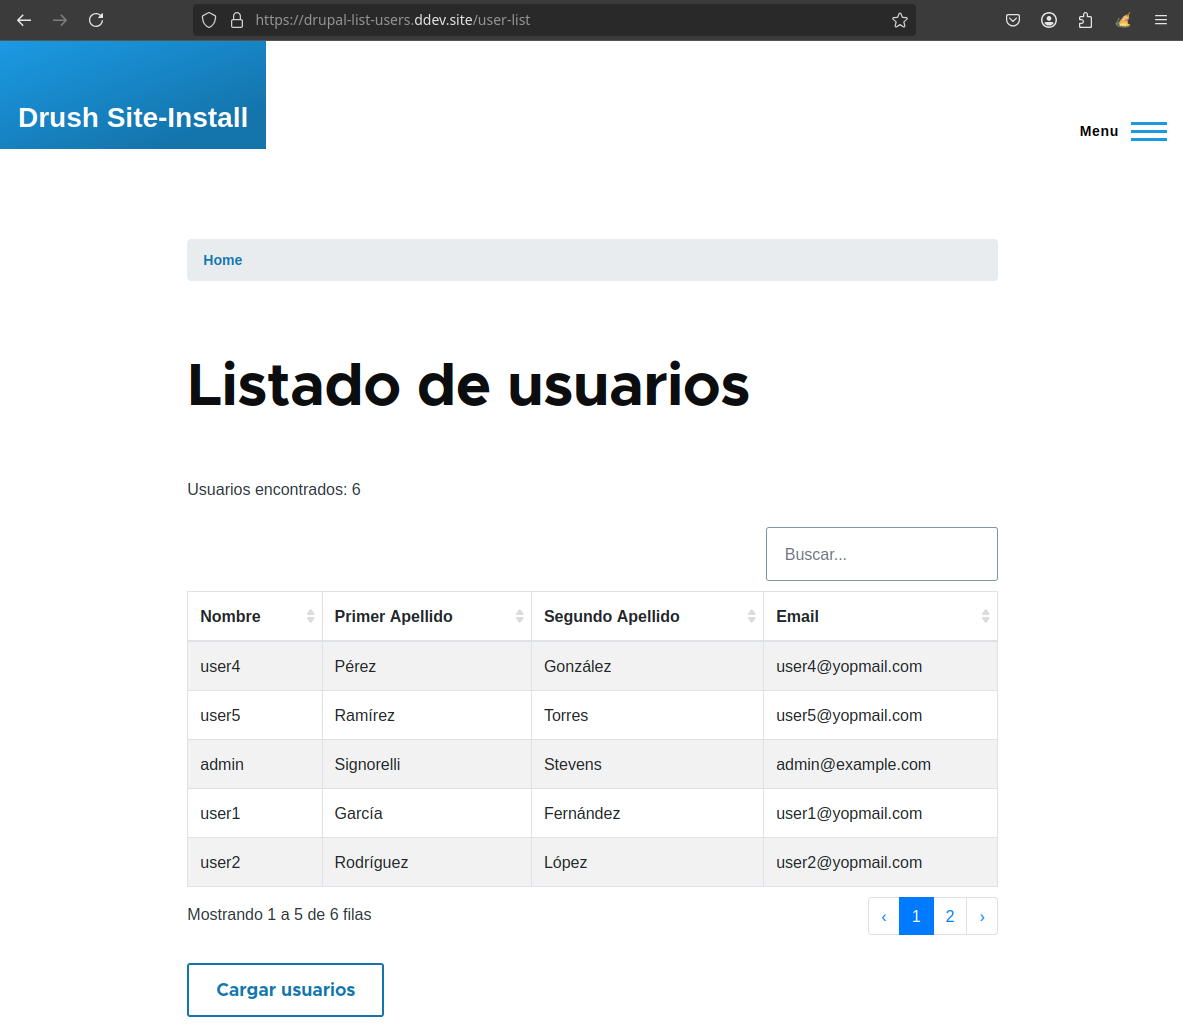 https://drupal-list-users.ddev.site/user-list
Drush Site-Install
Menu
Home
Listado de usuarios
Usuarios encontrados: 6
Buscar...
Nombre Primer Apellido Segundo Apellido Email
user4 Pérez González user4@yopmail.com
user5 Ramírez Torres user5@yopmail.com
admin Signorelli Stevens admin@example.com
user1 García Fernández user1@yopmail.com
user2 Rodríguez López user2@yopmail.com
Mostrando 1 a 5 de 6 filas ‹ 1 2 ›
Cargar usuarios